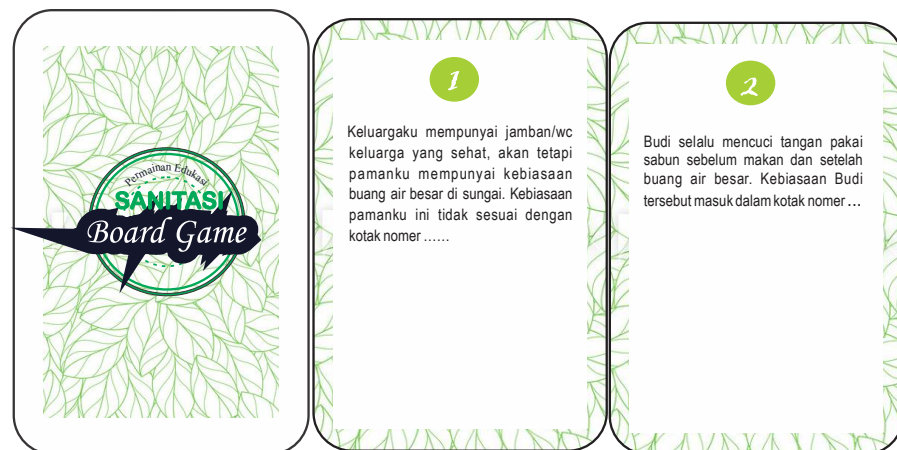 Permainan Edukasi
SANITASI
Board Game
1
Keluargaku mempunyai jamban/wc
keluarga yang sehat, akan tetapi
pamanku mempunyai kebiasaan
buang air besar di sungai. Kebiasaan
pamanku ini tidak sesuai dengan
kotak nomer ......
2
Budi selalu mencuci tangan pakai
sabun sebelum makan dan setelah
buang air besar. Kebiasaan Budi
tersebut masuk dalam kotak nomer ...